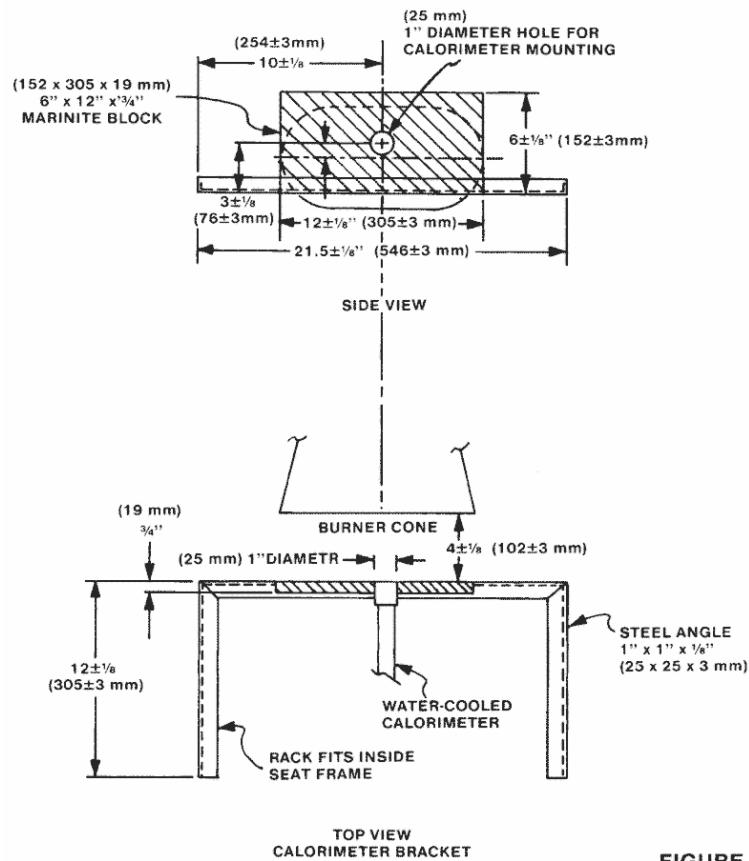 (25 mm)
1" DIAMETER HOLE FOR
CALORIMETER MOUNTING
(254±3mm)
10±⅛
(152 x 305 x 19 mm)
6" x 12" x ¾"
MARINITE BLOCK
6±⅛" (152±3mm)
3±⅛
(76±3mm)
12±⅛" (305±3 mm)
21.5±⅛" (546±3 mm)
SIDE VIEW
(19 mm)
¾"
BURNER CONE
(25 mm) 1"DIAMETR
4±⅛ (102±3 mm)
12±⅛
(305±3 mm)
STEEL ANGLE
1" x 1" x ⅛"
(25 x 25 x 3 mm)
WATER-COOLED
CALORIMETER
RACK FITS INSIDE
SEAT FRAME
TOP VIEW
CALORIMETER BRACKET
FIGURE